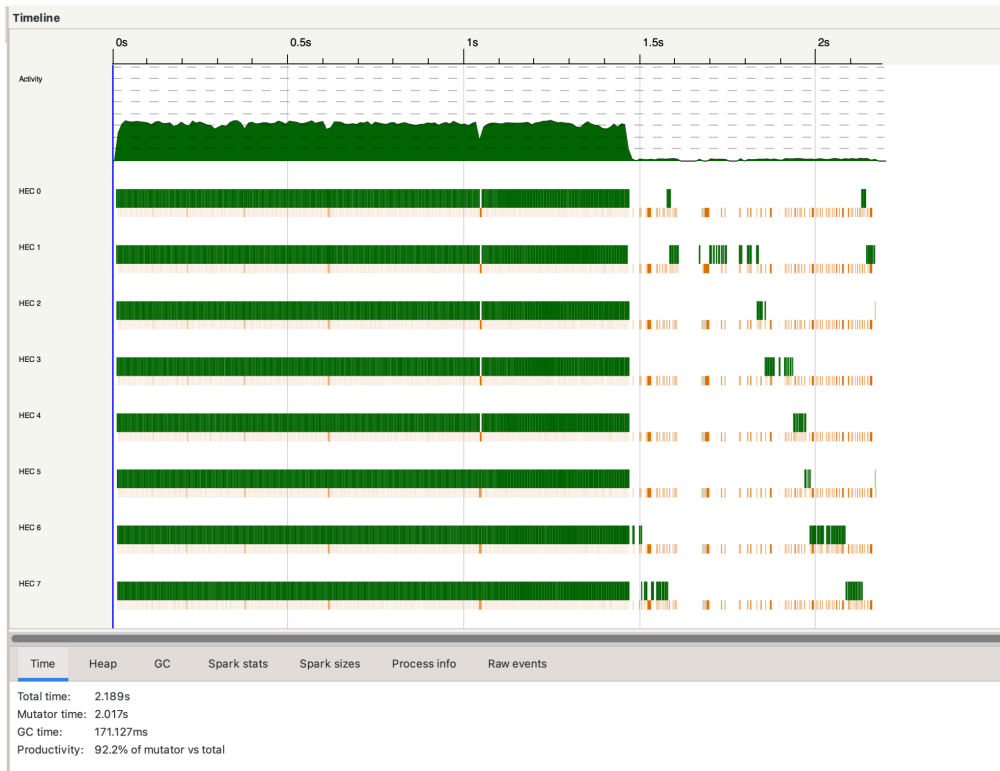 Timeline
0s 0.5s 1s 1.5s 2s
Activity
HEC 0
HEC 1
HEC 2
HEC 3
HEC 4
HEC 5
HEC 6
HEC 7
Time Heap GC Spark stats Spark sizes Process info Raw events
Total time: 2.189s
Mutator time: 2.017s
GC time: 171.127ms
Productivity: 92.2% of mutator vs total